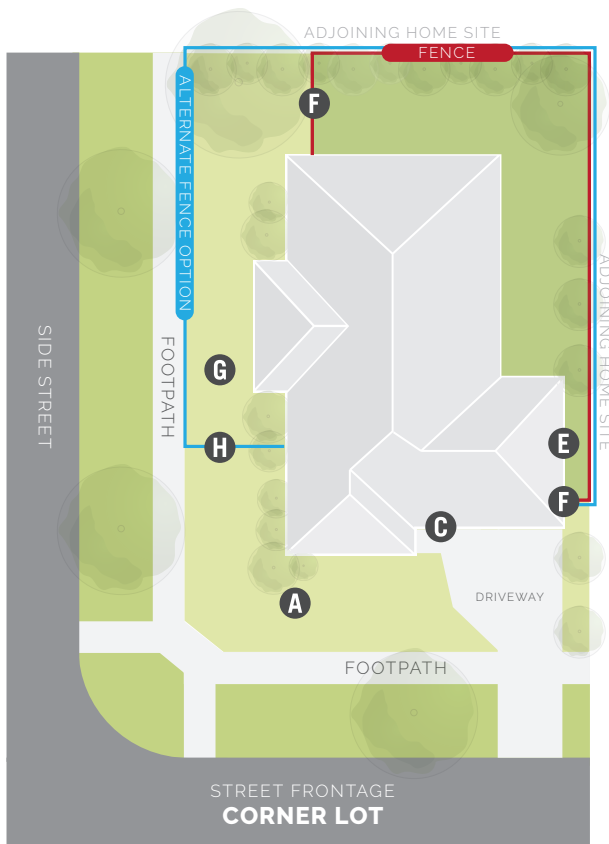 ADJOINING HOME SITE
FENCE
F
ALTERNATE FENCE OPTION
ADJOINING HOME SITE
SIDE STREET
FOOTPATH
G
H
E
F
C
A
DRIVEWAY
FOOTPATH
STREET FRONTAGE
CORNER LOT